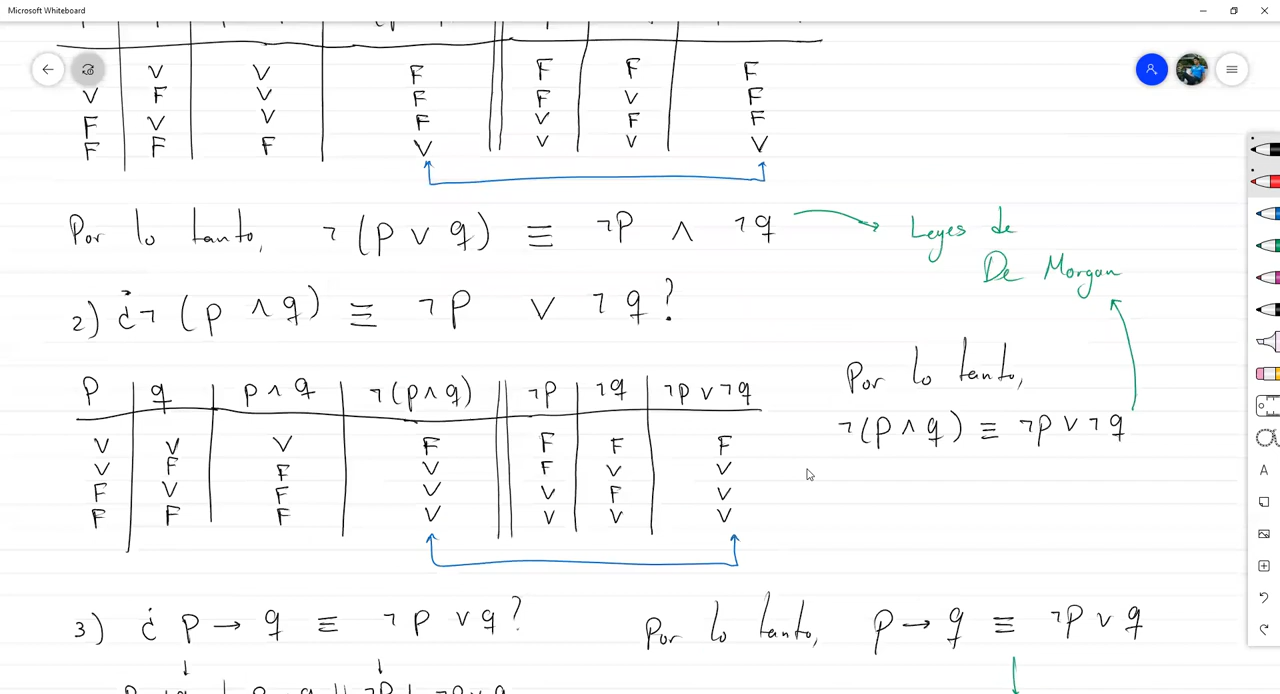 Microsoft Whiteboard
V V F F F F
V F V F F V F
F V V F V F F
F F F V V V V
Por lo tanto, ¬(p ∨ q) ≡ ¬p ∧ ¬q
Leyes de
De Morgan
2) ¿¬(p ∧ q) ≡ ¬p ∨ ¬q?
p q p ∧ q ¬(p ∧ q) ¬p ¬q ¬p ∨ ¬q
V V V F F F F
V F F V F V V
F V F V V F V
F F F V V V V
Por lo tanto,
¬(p ∧ q) ≡ ¬p ∨ ¬q
3) ¿p → q ≡ ¬p ∨ q?
Por lo tanto, p → q ≡ ¬p ∨ q